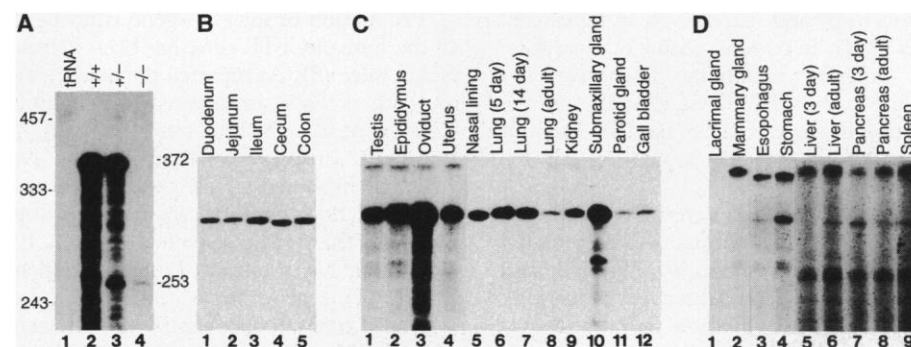 A
tRNA
+/+
+/−
−/−
457-
333-
243-
-372
-253
1 2 3 4
B
Duodenum
Jejunum
Ileum
Cecum
Colon
1 2 3 4 5
C
Testis
Epididymus
Oviduct
Uterus
Nasal lining
Lung (5 day)
Lung (14 day)
Lung (adult)
Kidney
Submaxillary gland
Parotid gland
Gall bladder
1 2 3 4 5 6 7 8 9 10 11 12
D
Lacrimal gland
Mammary gland
Esopohagus
Stomach
Liver (3 day)
Liver (adult)
Pancreas (3 day)
Pancreas (adult)
Spleen
1 2 3 4 5 6 7 8 9